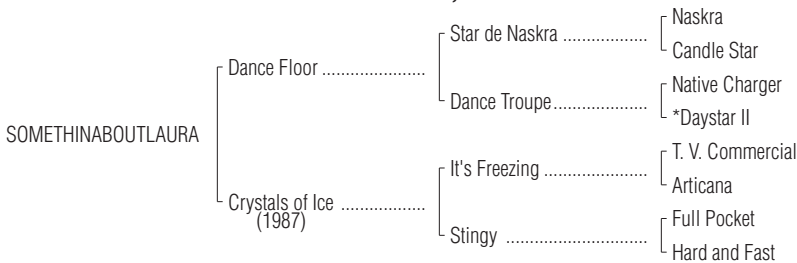 Naskra
Star de Naskra ..................
Candle Star
Dance Floor ......................
Native Charger
Dance Troupe....................
*Daystar II
SOMETHINABOUTLAURA
T. V. Commercial
It's Freezing ......................
Articana
Crystals of Ice ..................
(1987)
Full Pocket
Stingy ..............................
Hard and Fast